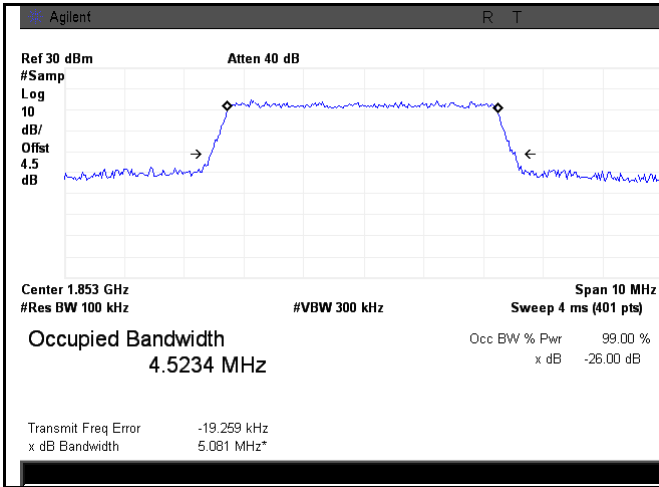 Agilent R T
Ref 30 dBm Atten 40 dB
#Samp
Log
10
dB/
Offst
4.5
dB
Center 1.853 GHz Span 10 MHz
#Res BW 100 kHz #VBW 300 kHz Sweep 4 ms (401 pts)
Occupied Bandwidth Occ BW % Pwr 99.00 %
4.5234 MHz x dB -26.00 dB
Transmit Freq Error -19.259 kHz
x dB Bandwidth 5.081 MHz*